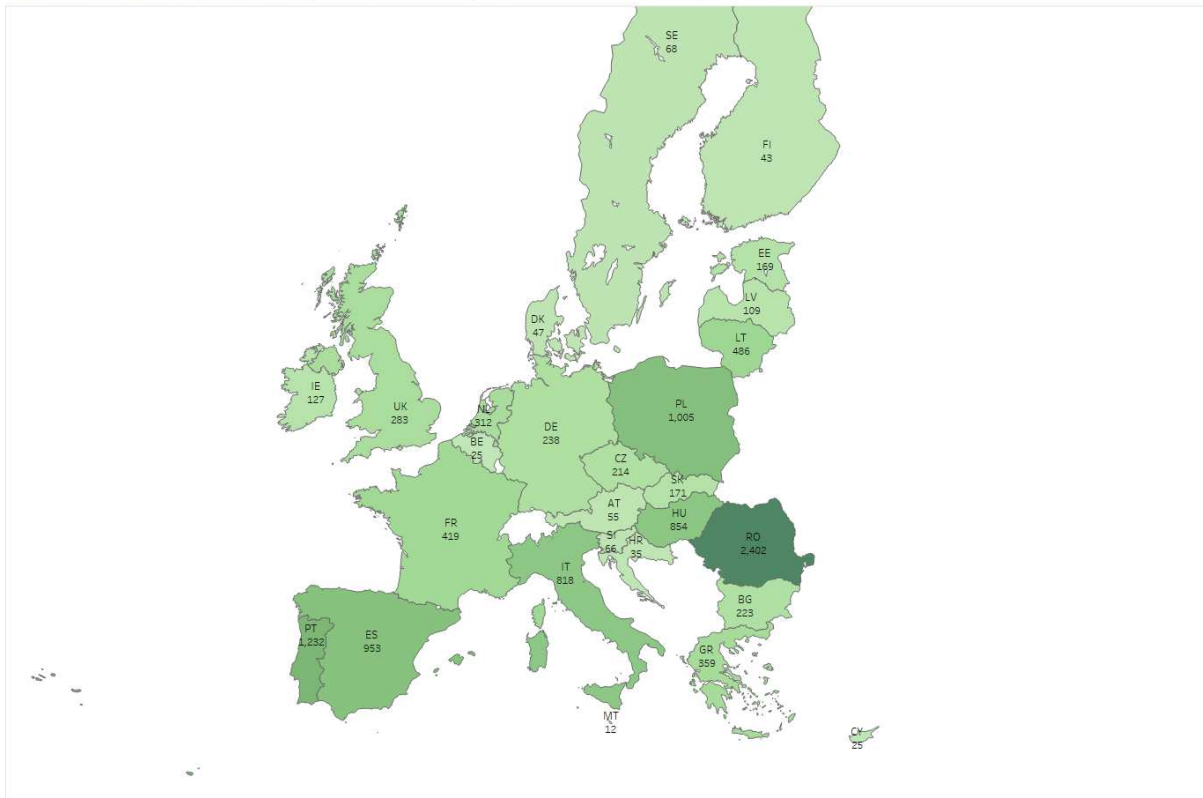 SE
68
FI
43
EE
169
LV
109
DK
47
LT
486
IE
127
UK
283
NL
312
PL
1,005
DE
238
BE
25
CZ
214
SK
171
AT
55
HU
854
FR
419
SI
66
HR
35
RO
2,402
IT
818
BG
223
PT
1,232
ES
953
GR
359
MT
12
CY
25